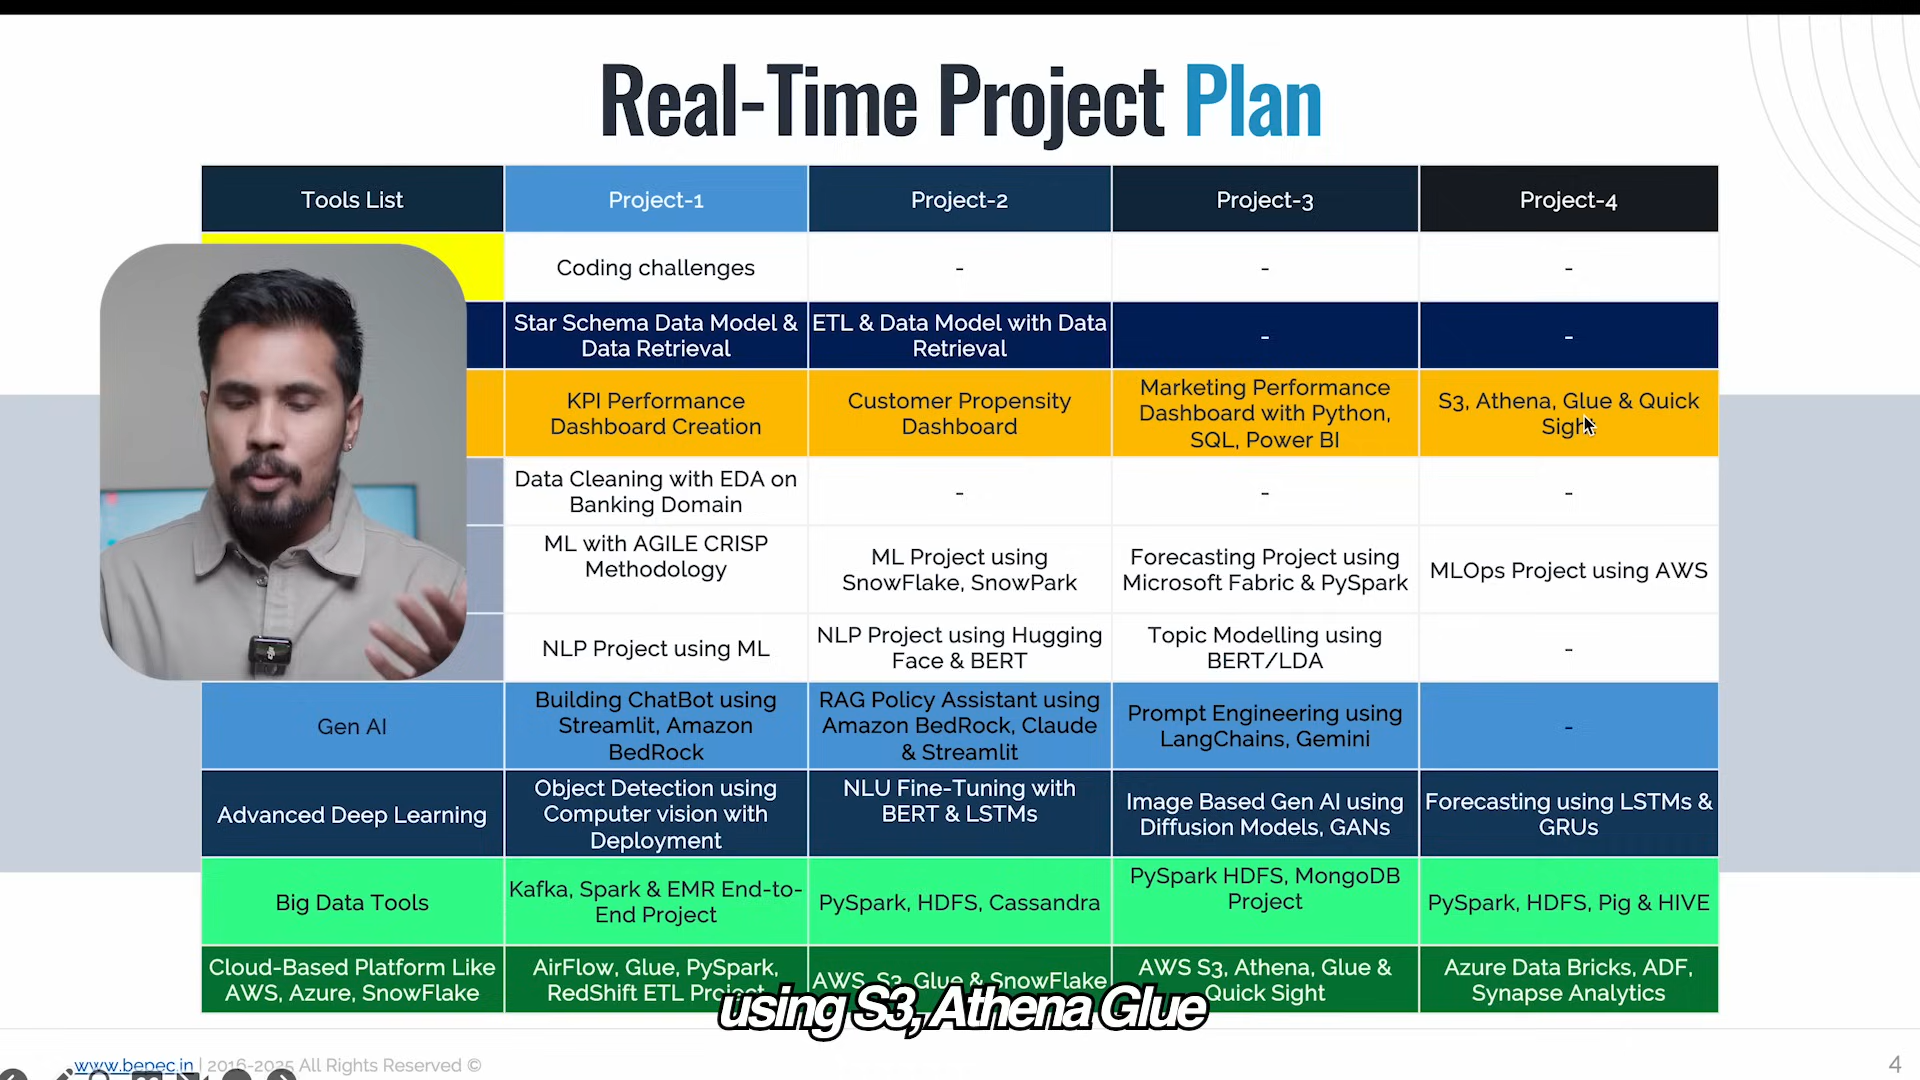 Real-Time Project Plan
Tools List
Project-1
Project-2
Project-3
Project-4
Coding challenges
-
-
-
Star Schema Data Model &
Data Retrieval
ETL & Data Model with Data
Retrieval
-
-
KPI Performance
Dashboard Creation
Customer Propensity
Dashboard
Marketing Performance
Dashboard with Python,
SQL, Power BI
S3, Athena, Glue & Quick
Sight
Data Cleaning with EDA on
Banking Domain
-
-
-
ML with AGILE CRISP
Methodology
ML Project using
SnowFlake, SnowPark
Forecasting Project using
Microsoft Fabric & PySpark
MLOps Project using AWS
NLP Project using ML
NLP Project using Hugging
Face & BERT
Topic Modelling using
BERT/LDA
-
Gen AI
Building ChatBot using
Streamlit, Amazon
BedRock
RAG Policy Assistant using
Amazon BedRock, Claude
& Streamlit
Prompt Engineering using
LangChains, Gemini
-
Advanced Deep Learning
Object Detection using
Computer vision with
Deployment
NLU Fine-Tuning with
BERT & LSTMs
Image Based Gen AI using
Diffusion Models, GANs
Forecasting using LSTMs &
GRUs
Big Data Tools
Kafka, Spark & EMR End-to-
End Project
PySpark, HDFS, Cassandra
PySpark HDFS, MongoDB
Project
PySpark, HDFS, Pig & HIVE
Cloud-Based Platform Like
AWS, Azure, SnowFlake
AirFlow, Glue, PySpark,
RedShift ETL Project
AWS, S3, Glue & SnowFlake
AWS S3, Athena, Glue &
Quick Sight
Azure Data Bricks, ADF,
Synapse Analytics
using S3, Athena Glue
www.bepec.in | 2016-2025 All Rights Reserved ©
4